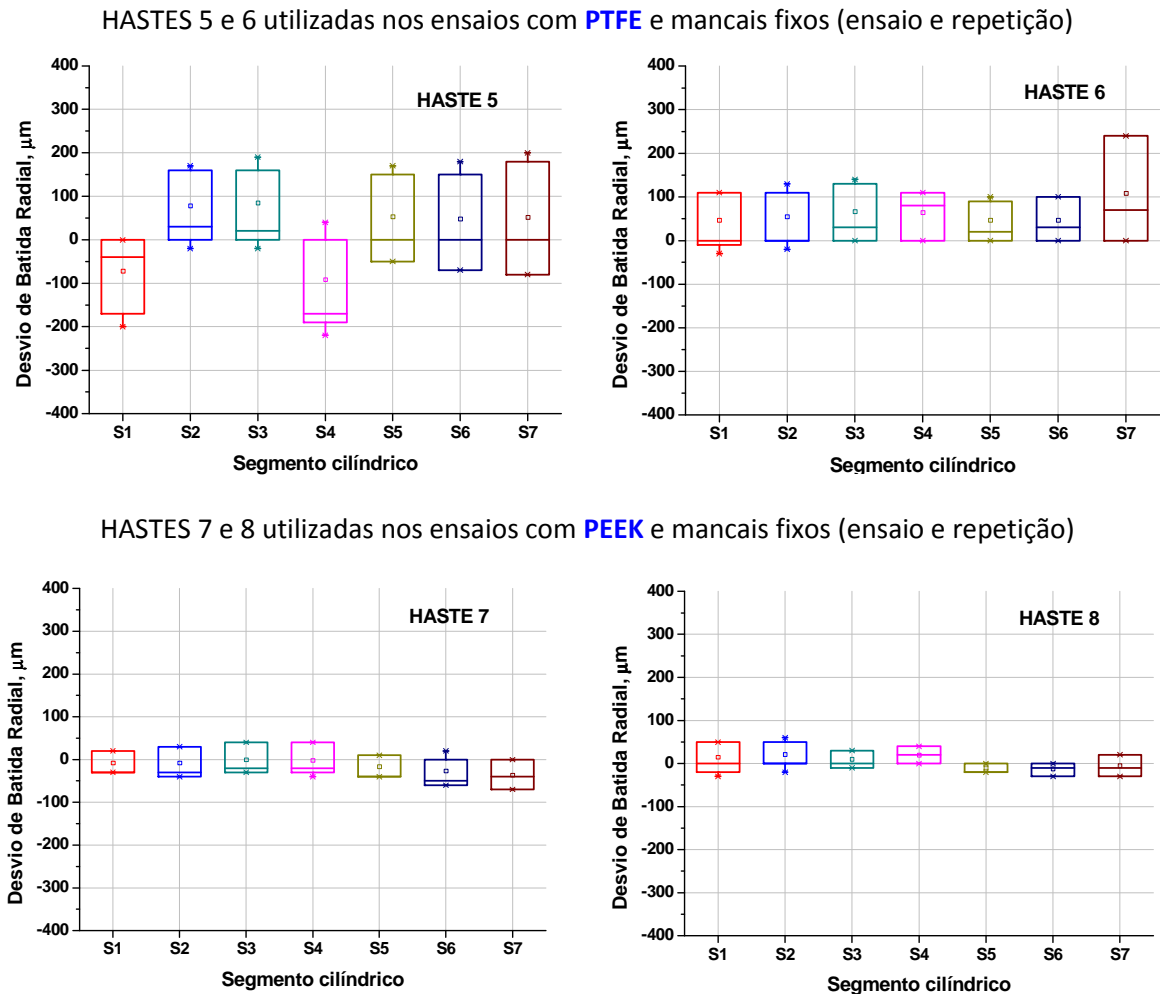 HASTES 5 e 6 utilizadas nos ensaios com PTFE e mancais fixos (ensaio e repetição)
HASTE 5
Desvio de Batida Radial, μm
400
300
200
100
0
-100
-200
-300
-400
S1 S2 S3 S4 S5 S6 S7
Segmento cilíndrico
HASTE 6
Desvio de Batida Radial, μm
400
300
200
100
0
-100
-200
-300
-400
S1 S2 S3 S4 S5 S6 S7
Segmento cilíndrico
HASTES 7 e 8 utilizadas nos ensaios com PEEK e mancais fixos (ensaio e repetição)
HASTE 7
Desvio de Batida Radial, μm
400
300
200
100
0
-100
-200
-300
-400
S1 S2 S3 S4 S5 S6 S7
Segmento cilíndrico
HASTE 8
Desvio de Batida Radial, μm
400
300
200
100
0
-100
-200
-300
-400
S1 S2 S3 S4 S5 S6 S7
Segmento cilíndrico